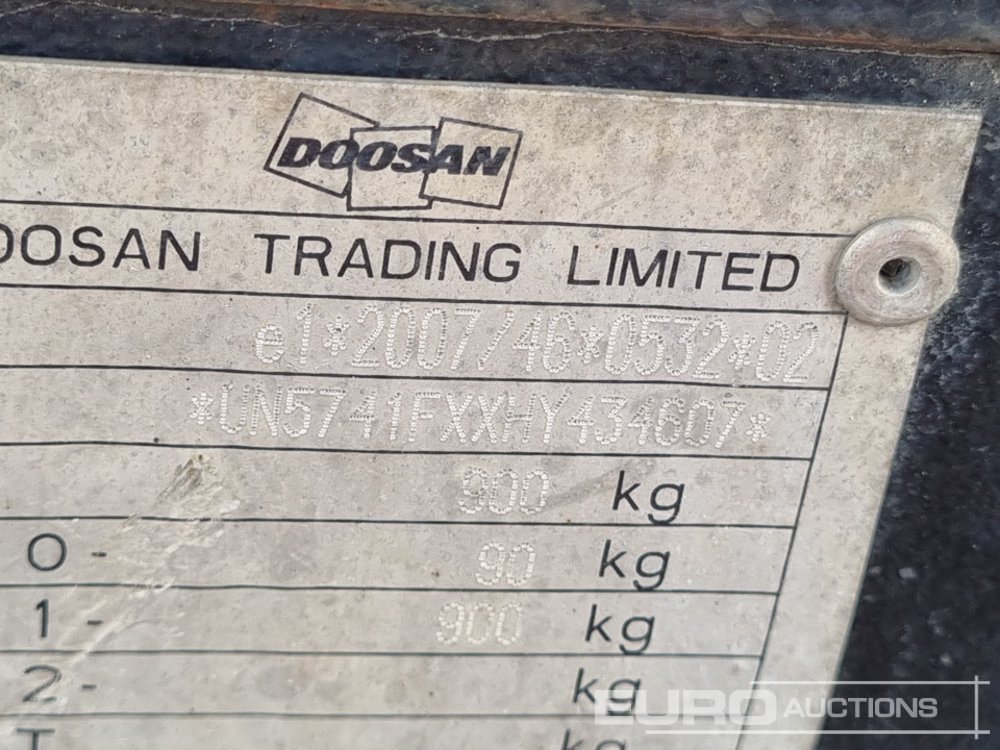 DOOSAN
OOSAN TRADING LIMITED
e1*2007/46*0532*02
*UN5741FXXHY434607*
900 kg
0- 90 kg
1- 900 kg
2- kg
T kg
EURO AUCTIONS